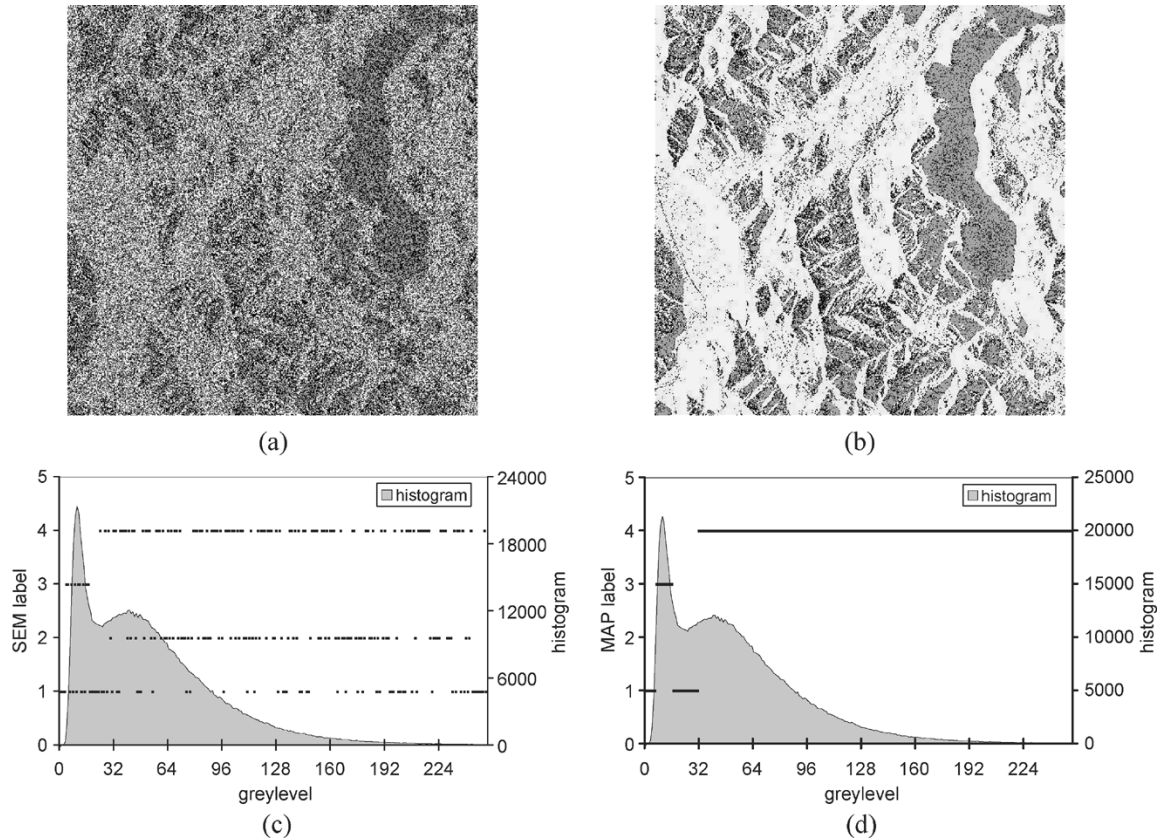 (a)
(b)
5
4
3
2
1
0
SEM label
histogram
24000
18000
12000
6000
0
histogram
0 32 64 96 128 160 192 224
greylevel
(c)
5
4
3
2
1
0
MAP label
histogram
25000
20000
15000
10000
5000
0
histogram
0 32 64 96 128 160 192 224
greylevel
(d)